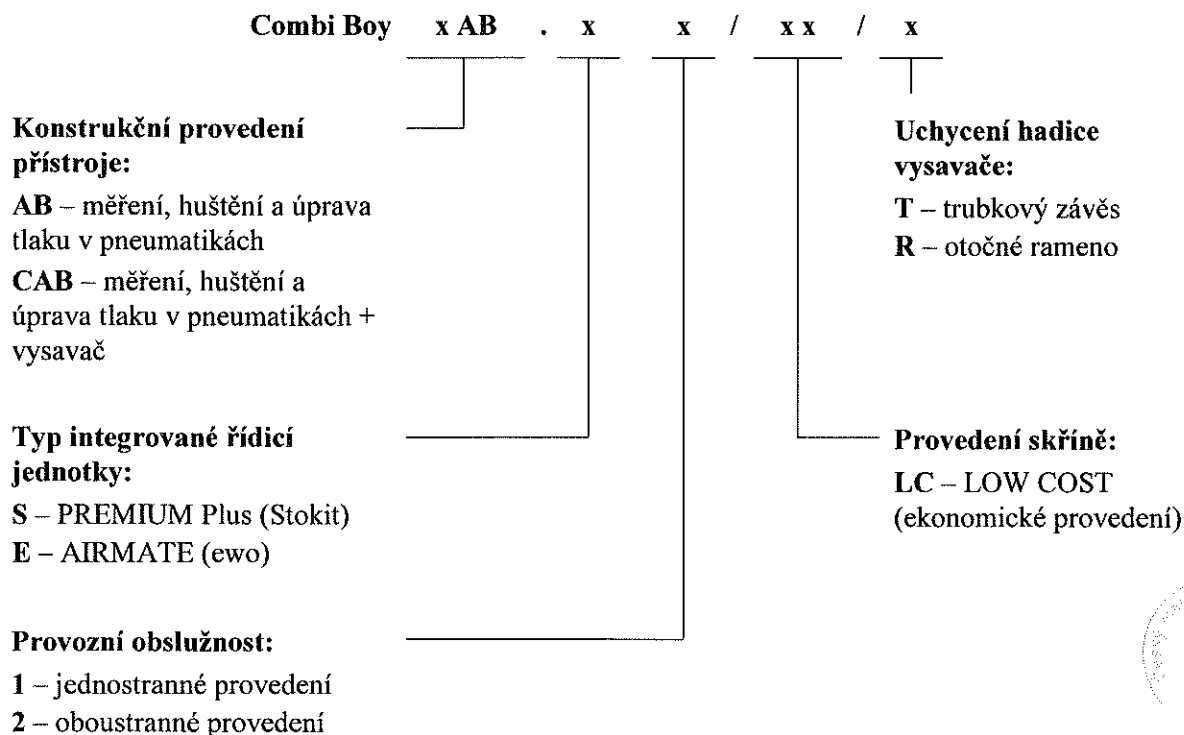 Combi Boy x AB . x x / x x / x
Konstrukční provedení
přístroje:
AB – měření, huštění a úprava
tlaku v pneumatikách
CAB – měření, huštění a
úprava tlaku v pneumatikách +
vysavač
Typ integrované řídicí
jednotky:
S – PREMIUM Plus (Stokit)
E – AIRMATE (ewo)
Provozní obslužnost:
1 – jednostranné provedení
2 – oboustranné provedení
Uchycení hadice
vysavače:
T – trubkový závěs
R – otočné rameno
Provedení skříně:
LC – LOW COST
(ekonomické provedení)